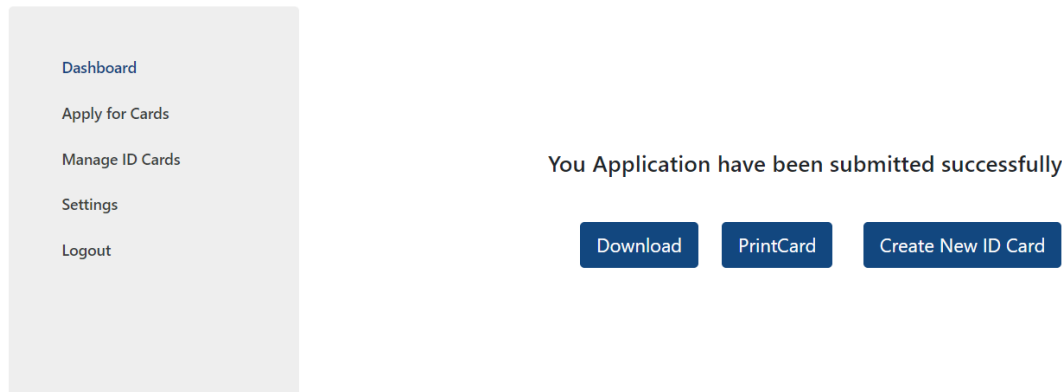 Dashboard
Apply for Cards
Manage ID Cards
Settings
Logout
You Application have been submitted successfully
Download
PrintCard
Create New ID Card